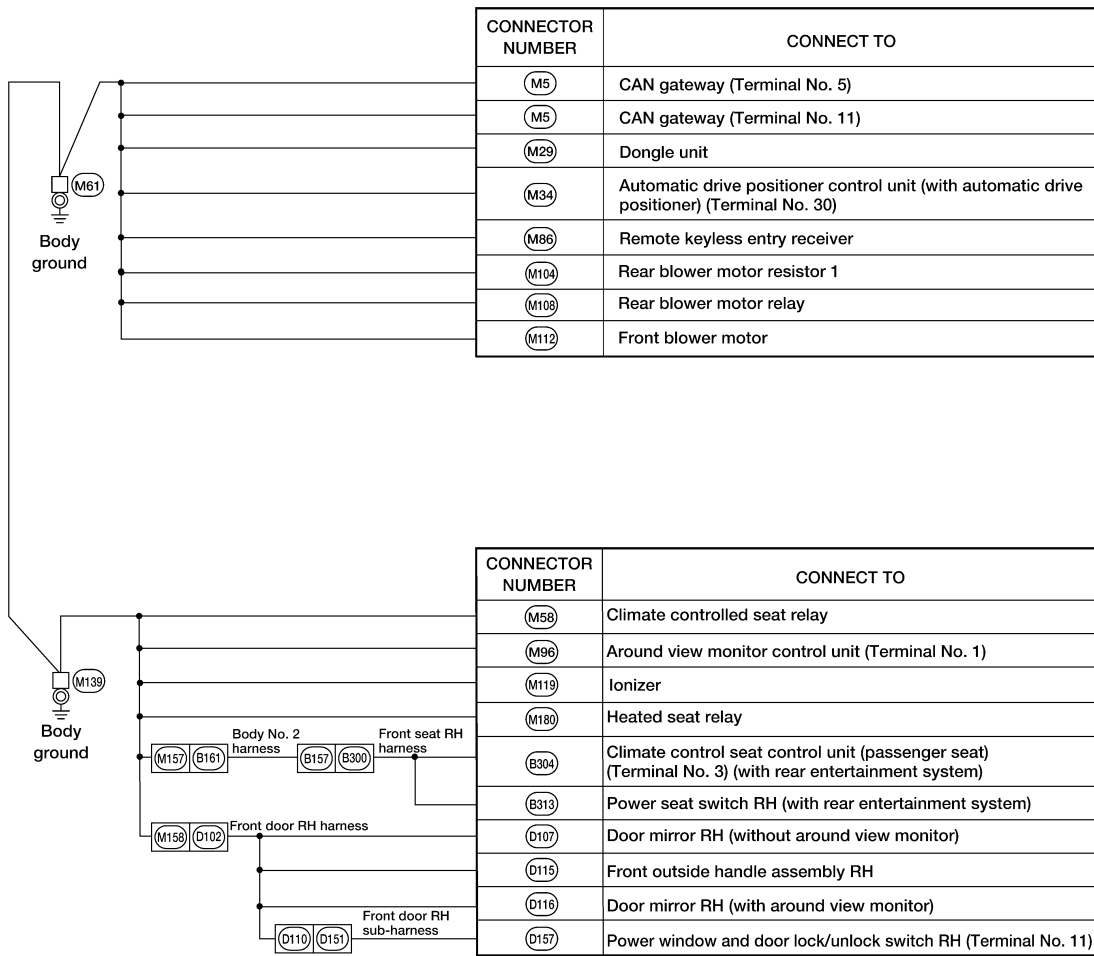 CONNECTOR
NUMBER
CONNECT TO
M5
CAN gateway (Terminal No. 5)
M5
CAN gateway (Terminal No. 11)
M29
Dongle unit
M34
Automatic drive positioner control unit (with automatic drive
positioner) (Terminal No. 30)
M86
Remote keyless entry receiver
M104
Rear blower motor resistor 1
M108
Rear blower motor relay
M112
Front blower motor
M61
Body
ground
CONNECTOR
NUMBER
CONNECT TO
M58
Climate controlled seat relay
M96
Around view monitor control unit (Terminal No. 1)
M119
Ionizer
M180
Heated seat relay
M139
Body
ground
M157 B161
Body No. 2
harness
B157 B300
Front seat RH
harness
B304
Climate control seat control unit (passenger seat)
(Terminal No. 3) (with rear entertainment system)
B313
Power seat switch RH (with rear entertainment system)
M158 D102
Front door RH harness
D107
Door mirror RH (without around view monitor)
D115
Front outside handle assembly RH
D116
Door mirror RH (with around view monitor)
D110 D151
Front door RH
sub-harness
D157
Power window and door lock/unlock switch RH (Terminal No. 11)